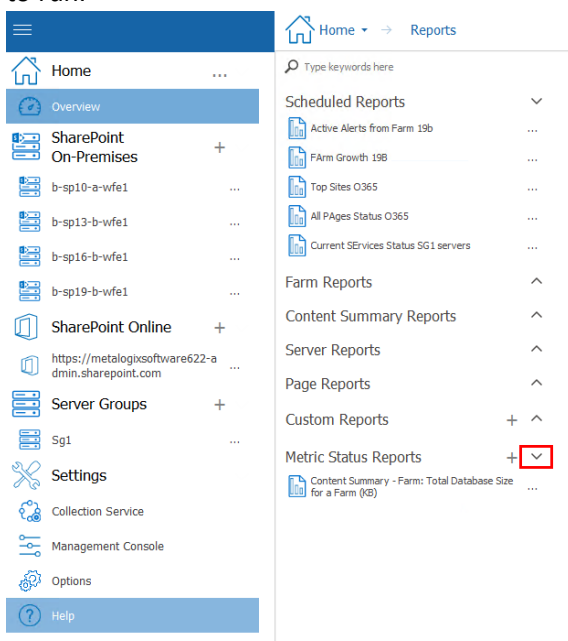 to run.
Home
...
Overview
SharePoint
On-Premises
+
b-sp10-a-wfe1
...
b-sp13-b-wfe1
...
b-sp16-b-wfe1
...
b-sp19-b-wfe1
...
SharePoint Online
+
https://metalogixsoftware622-a
dmin.sharepoint.com
...
Server Groups
+
Sg1
...
Settings
Collection Service
Management Console
Options
Help
Home → Reports
Type keywords here
Scheduled Reports
Active Alerts from Farm 19b
...
FArm Growth 19B
...
Top Sites O365
...
All PAges Status O365
...
Current SErvices Status SG1 servers
...
Farm Reports
Content Summary Reports
Server Reports
Page Reports
Custom Reports
+
Metric Status Reports
+
Content Summary - Farm: Total Database Size
for a Farm (KB)
...